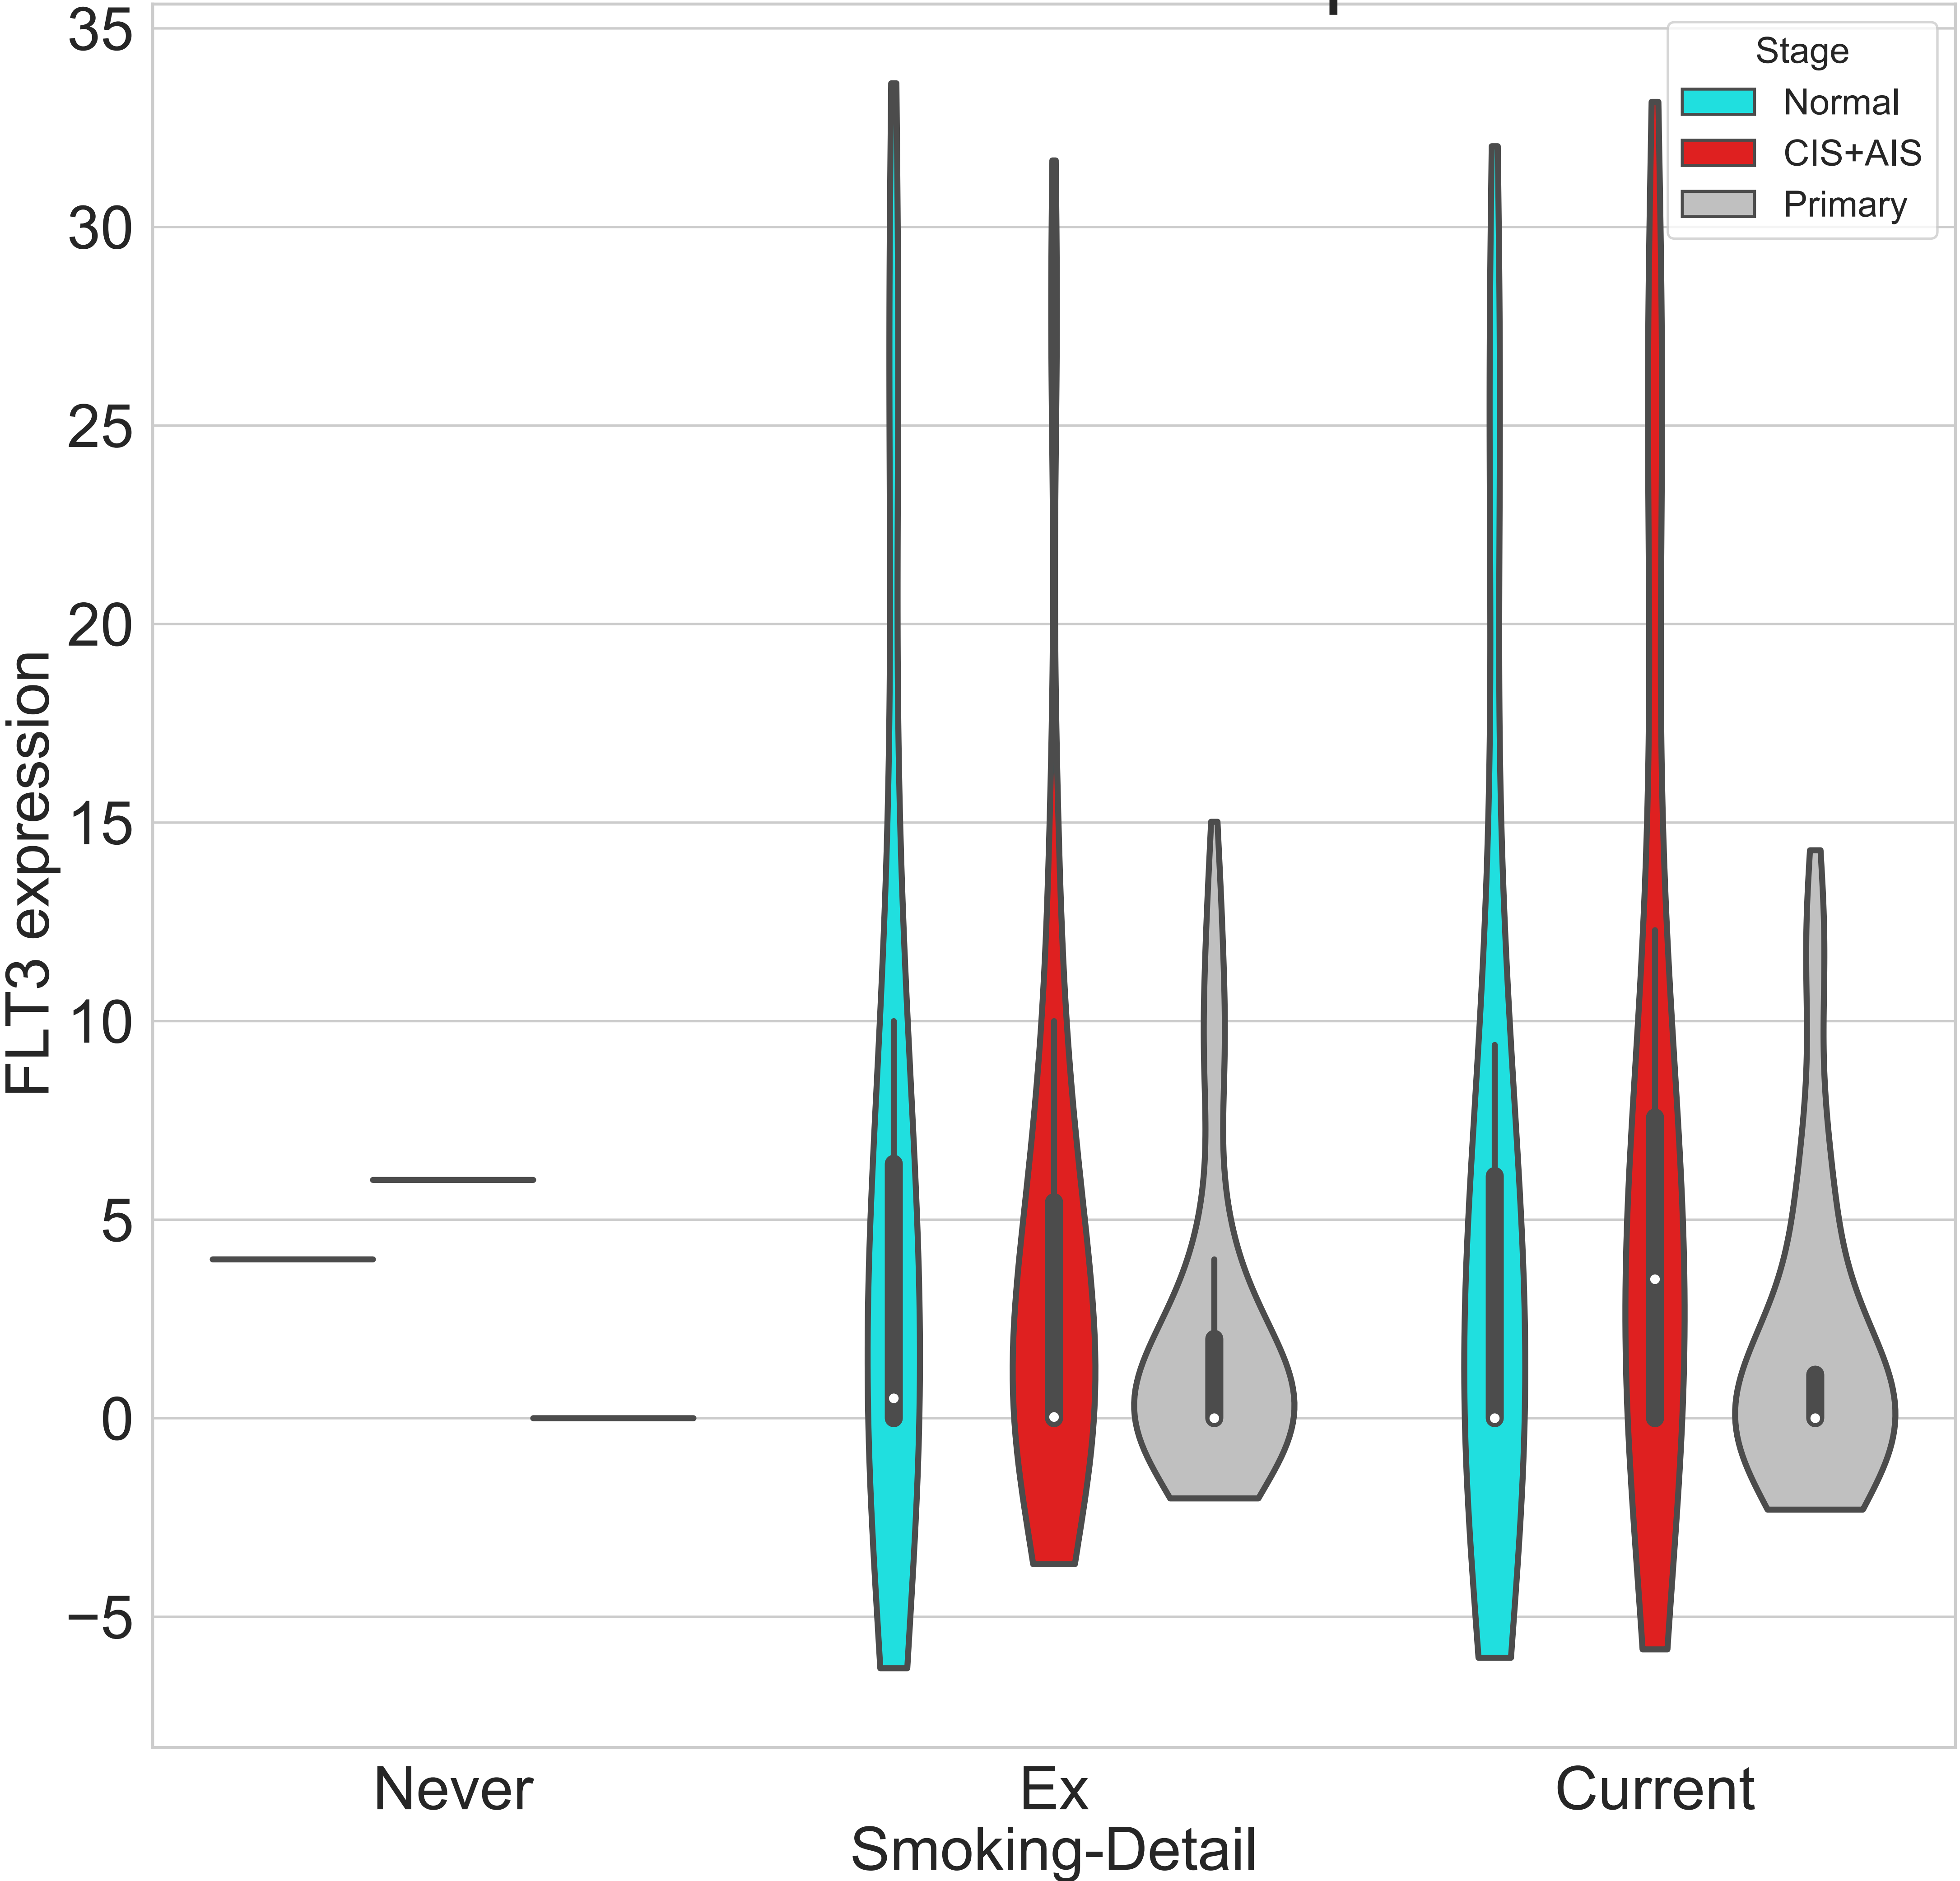 35
30
25
20
15
10
5
0
−5
FLT3 expression
Stage
Normal
CIS+AIS
Primary
Never
Ex
Current
Smoking-Detail